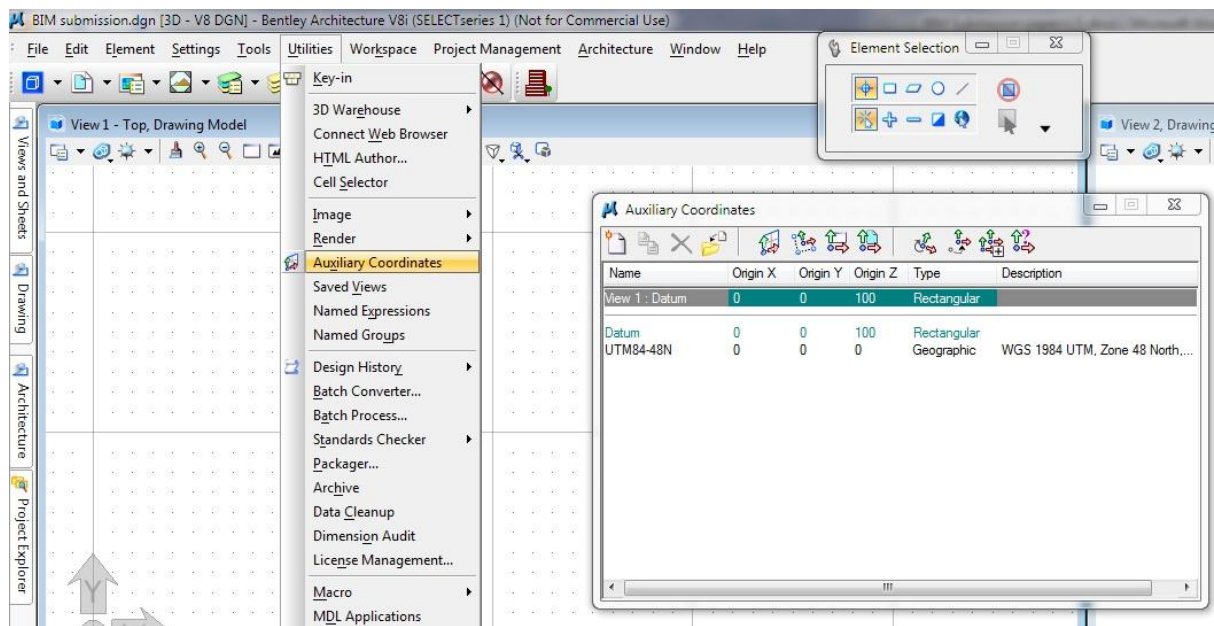 BIM submission.dgn [3D - V8 DGN] - Bentley Architecture V8i (SELECTseries 1) (Not for Commercial Use)
File Edit Element Settings Tools Utilities Workspace Project Management Architecture Window Help
Element Selection
Key-in
3D Warehouse
Connect Web Browser
HTML Author...
Cell Selector
Image
Render
Auxiliary Coordinates
Saved Views
Named Expressions
Named Groups
Design History
Batch Converter...
Batch Process...
Standards Checker
Packager...
Archive
Data Cleanup
Dimension Audit
License Management...
Macro
MDL Applications
View 1 - Top, Drawing Model
View 2, Drawing
Views and Sheets
Drawing
Architecture
Project Explorer
Y
Auxiliary Coordinates
Name Origin X Origin Y Origin Z Type Description
View 1 : Datum 0 0 100 Rectangular
Datum 0 0 100 Rectangular
UTM84-48N 0 0 0 Geographic WGS 1984 UTM, Zone 48 North,...